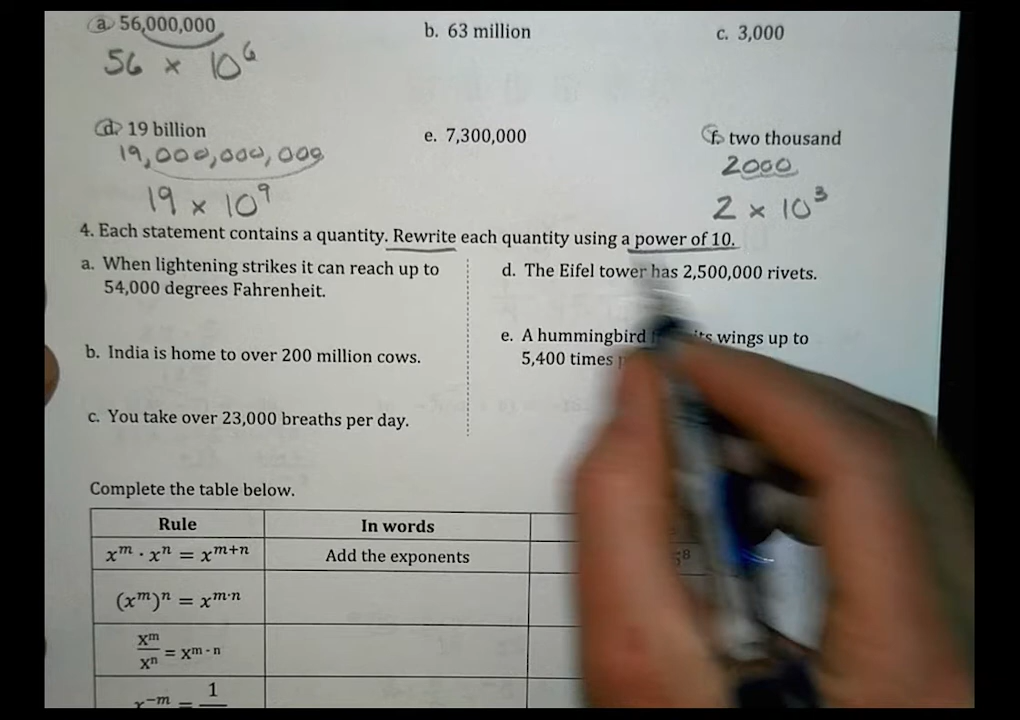 a. 56,000,000
b. 63 million
c. 3,000
56 × 10⁶
d. 19 billion
e. 7,300,000
f. two thousand
19,000,000,000
2000
19 × 10⁹
2 × 10³
4. Each statement contains a quantity. Rewrite each quantity using a power of 10.
a. When lightening strikes it can reach up to
54,000 degrees Fahrenheit.
d. The Eifel tower has 2,500,000 rivets.
e. A hummingbird its wings up to
5,400 times
b. India is home to over 200 million cows.
c. You take over 23,000 breaths per day.
Complete the table below.
Rule In words
xᵐ · xⁿ = xᵐ⁺ⁿ Add the exponents
(xᵐ)ⁿ = xᵐ·ⁿ
xᵐ/xⁿ = xᵐ⁻ⁿ
x⁻ᵐ = 1